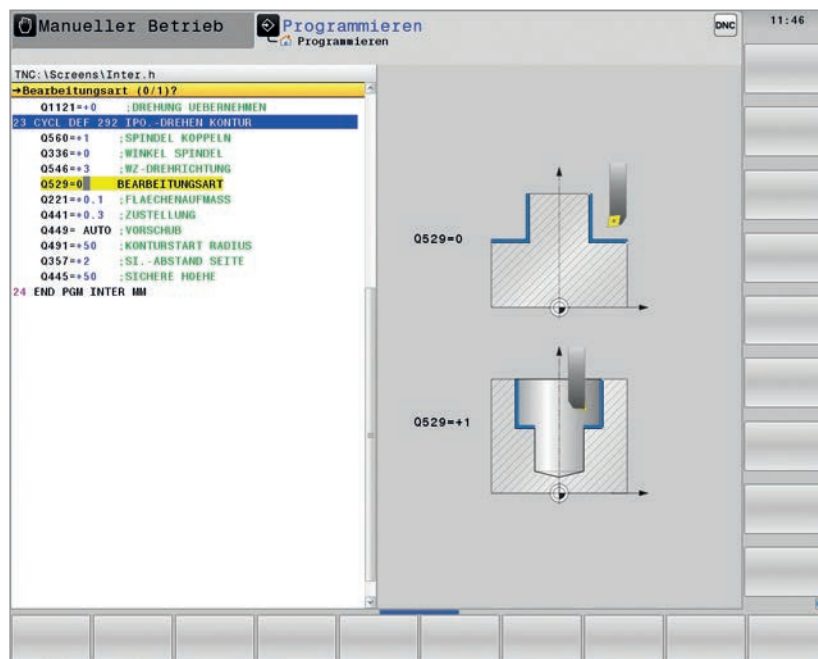 Manueller Betrieb
Programmieren
Programmieren
DNC
11:46
TNC:\Screens\Inter.h
→Bearbeitungsart (0/1)?
Q1121=+0 ;DREHUNG UEBERNEHMEN
23 CYCL DEF 292 IPO.-DREHEN KONTUR
Q560=+1 ;SPINDEL KOPPELN
Q336=+0 ;WINKEL SPINDEL
Q546=+3 ;WZ-DREHRICHTUNG
Q529=0 BEARBEITUNGSART
Q221=+0.1 ;FLAECHENAUFMASS
Q441=+0.3 ;ZUSTELLUNG
Q449= AUTO ;VORSCHUB
Q491=+50 ;KONTURSTART RADIUS
Q357=+2 ;SI.-ABSTAND SEITE
Q445=+50 ;SICHERE HOEHE
24 END PGM INTER MM
Q529=0
Q529=+1